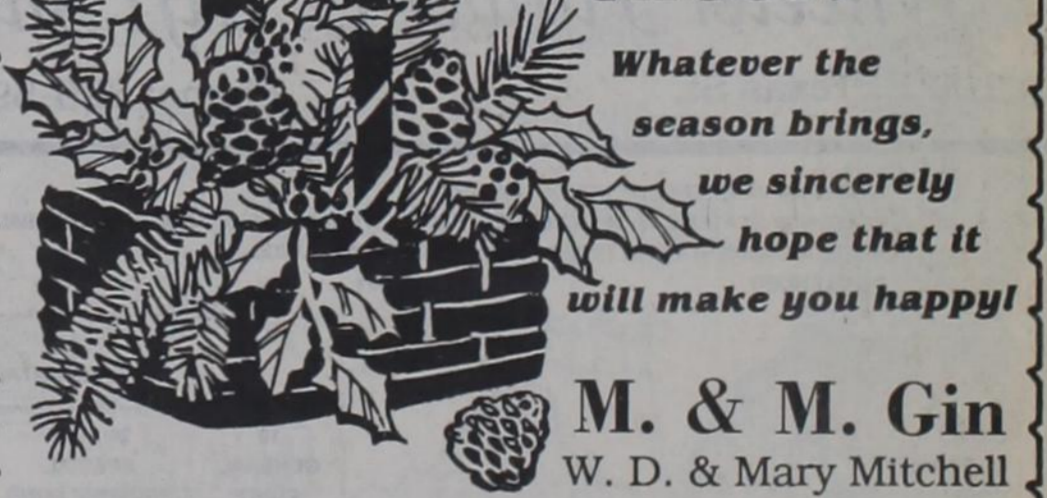 Whatever the
season brings,
we sincerely
hope that it
will make you happy!
M. & M. Gin
W. D. & Mary Mitchell